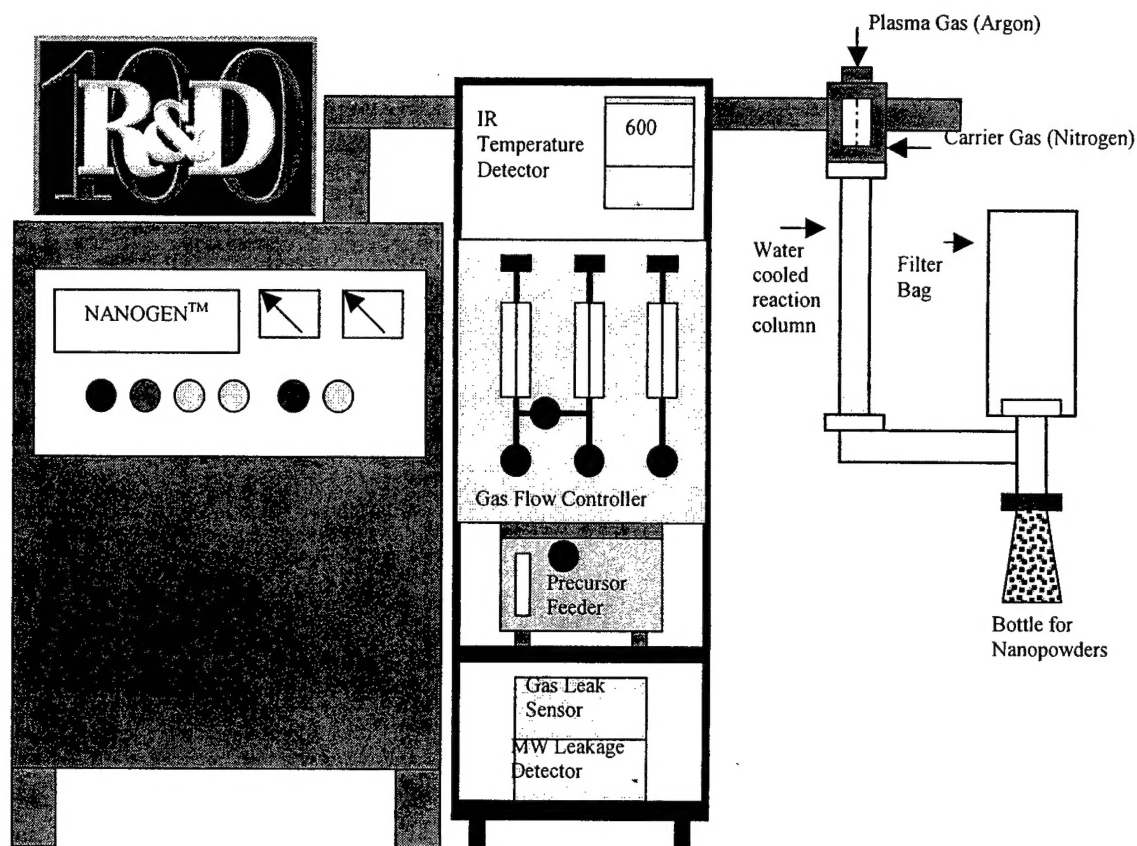 100
R&D
NANOGEN™
IR
Temperature
Detector
600
Gas Flow Controller
Precursor
Feeder
Gas Leak
Sensor
MW Leakage
Detector
Plasma Gas (Argon)
Carrier Gas (Nitrogen)
Water
cooled
reaction
column
Filter
Bag
Bottle for
Nanopowders